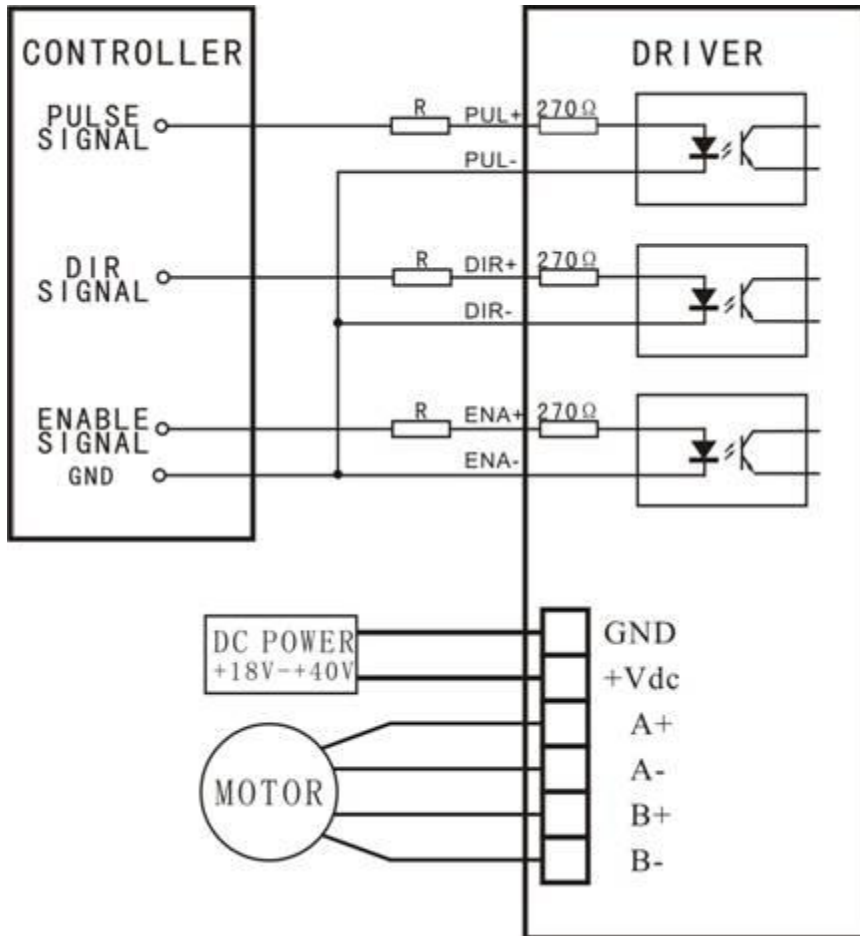 CONTROLLER
DRIVER
PULSE
SIGNAL
R
PUL+
270Ω
PUL-
DIR
SIGNAL
R
DIR+
270Ω
DIR-
ENABLE
SIGNAL
R
ENA+
270Ω
GND
ENA-
DC POWER
+18V-+40V
GND
+Vdc
MOTOR
A+
A-
B+
B-